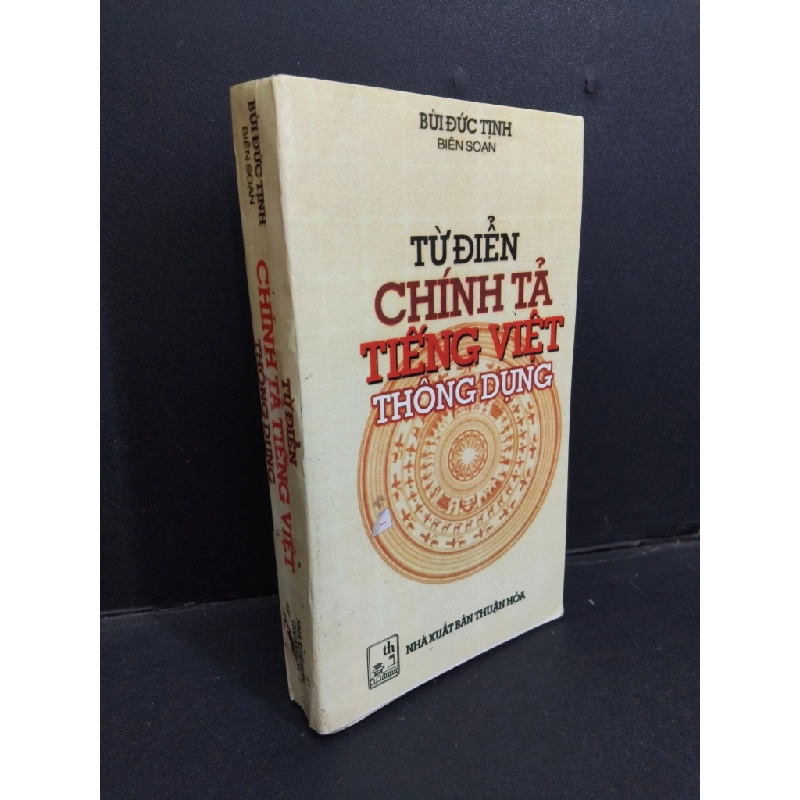 BÙI ĐỨC TỊNH
BIÊN SOẠN
TỪ ĐIỂN
CHÍNH TẢ
TIẾNG VIỆT
THÔNG DỤNG
th
NHÀ XUẤT BẢN THUẬN HÓA
BÙI ĐỨC TỊNH
BIÊN SOẠN
TỪ ĐIỂN
CHÍNH TẢ TIẾNG VIỆT
THÔNG DỤNG